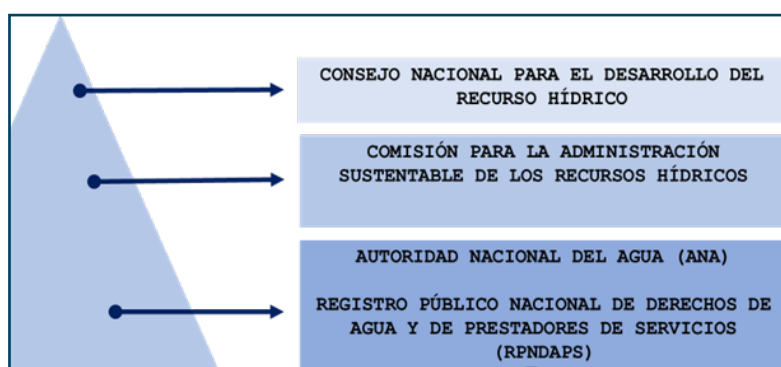 CONSEJO NACIONAL PARA EL DESARROLLO DEL
RECURSO HÍDRICO
COMISIÓN PARA LA ADMINISTRACIÓN
SUSTENTABLE DE LOS RECURSOS HÍDRICOS
AUTORIDAD NACIONAL DEL AGUA (ANA)
REGISTRO PÚBLICO NACIONAL DE DERECHOS DE
AGUA Y DE PRESTADORES DE SERVICIOS
(RPNDAPS)